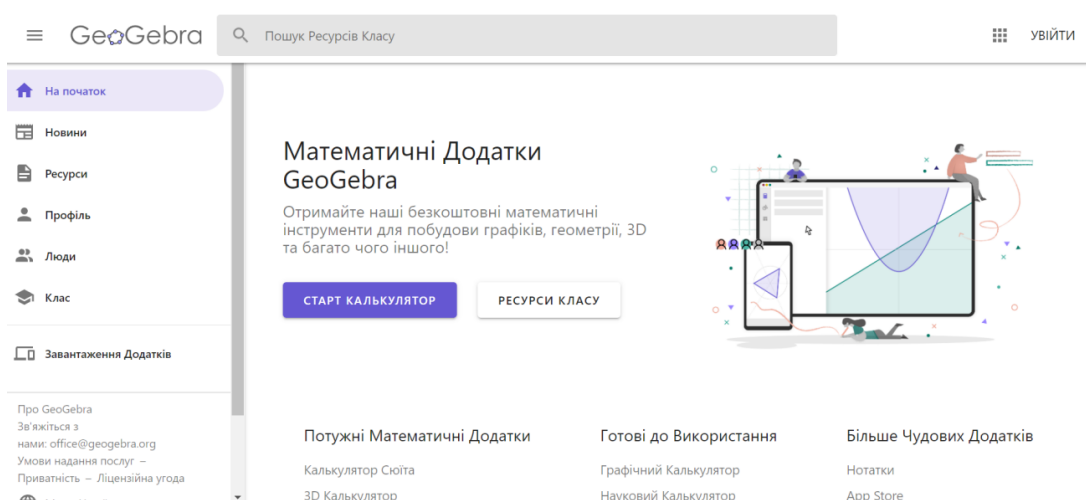 GeoGebra
Пошук Ресурсів Класу
УВІЙТИ
На початок
Новини
Ресурси
Профіль
Люди
Клас
Завантаження Додатків
Про GeoGebra
Зв'яжіться з
нами: office@geogebra.org
Умови надання послуг –
Приватність – Ліцензійна угода
Математичні Додатки
GeoGebra
Отримайте наші безкоштовні математичні
інструменти для побудови графіків, геометрії, 3D
та багато чого іншого!
СТАРТ КАЛЬКУЛЯТОР
РЕСУРСИ КЛАСУ
Потужні Математичні Додатки
Калькулятор Сюїта
3D Калькулятор
Готові до Використання
Графічний Калькулятор
Науковий Калькулятор
Більше Чудових Додатків
Нотатки
App Store